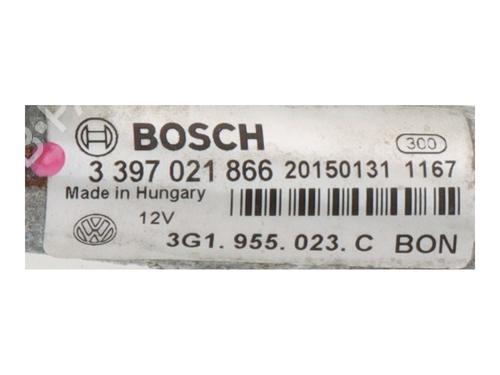 BOSCH 300
3 397 021 866 20150131 1167
Made in Hungary
12V
3G1. 955. 023. C BON